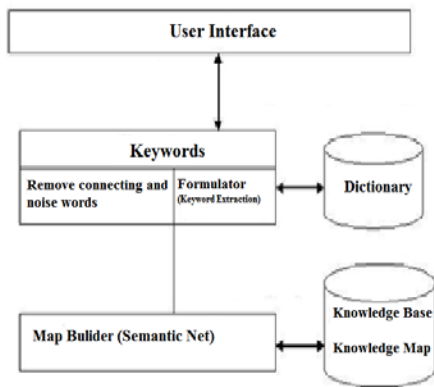 User Interface
Keywords
Remove connecting and
noise words
Formulator
(Keyword Extraction)
Dictionary
Map Bulider (Semantic Net)
Knowledge Base
Knowledge Map